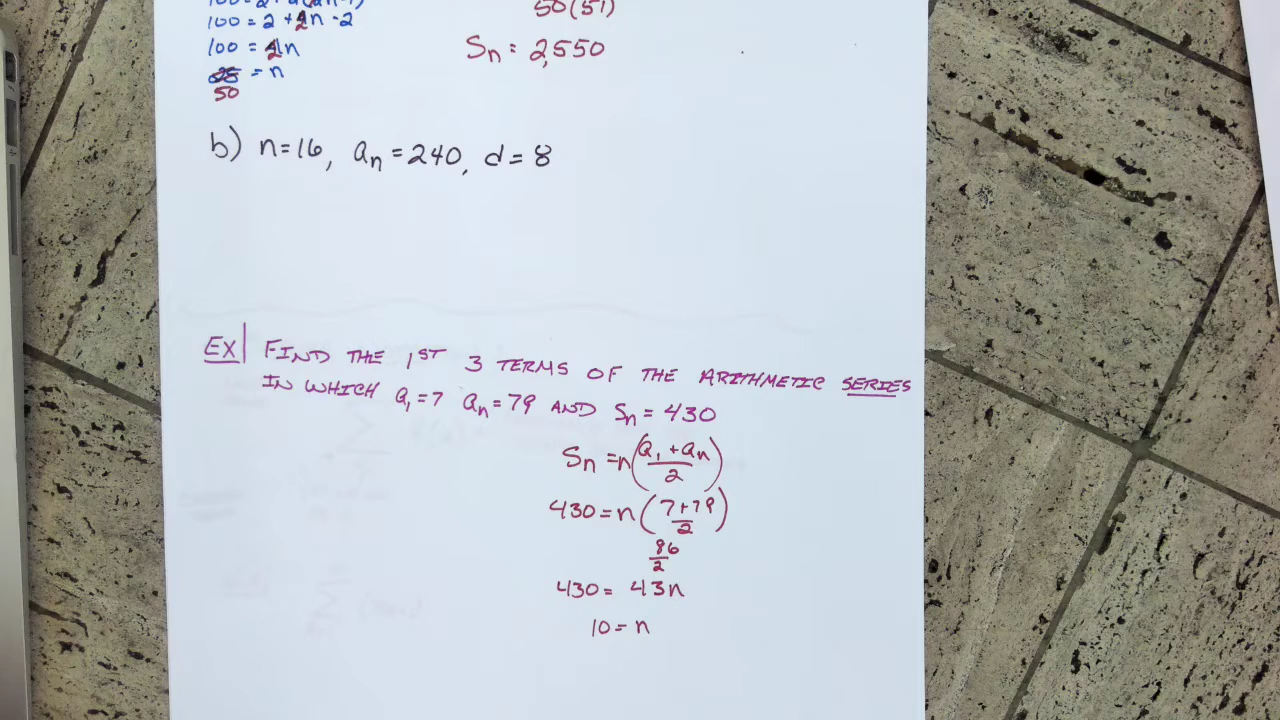 50(51)
100 = 2 + 2n - 2
100 = 2n
Sn = 2,550
= n
50
b) n=16, an = 240, d = 8
EX FIND THE 1ST 3 TERMS OF THE ARITHMETIC SERIES
IN WHICH a1 = 7 an = 79 AND Sn = 430
Sn = n(a1 + an / 2)
430 = n(7+79 / 2)
86/2
430 = 43n
10 = n